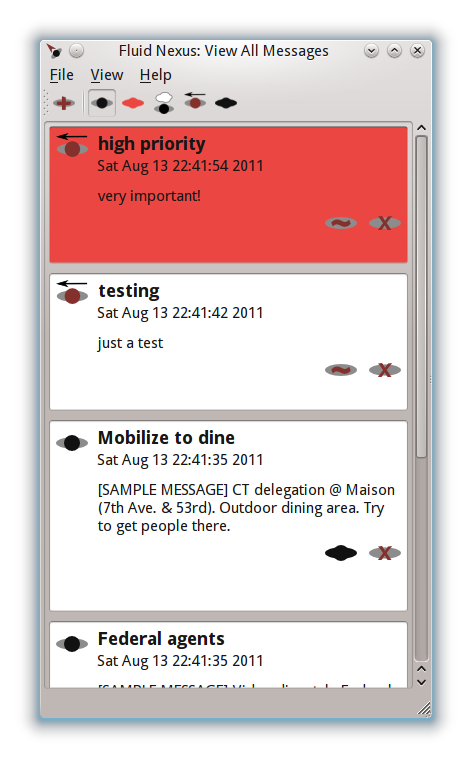 Fluid Nexus: View All Messages
File View Help
high priority
Sat Aug 13 22:41:54 2011
very important!
testing
Sat Aug 13 22:41:42 2011
just a test
Mobilize to dine
Sat Aug 13 22:41:35 2011
[SAMPLE MESSAGE] CT delegation @ Maison
(7th Ave. & 53rd). Outdoor dining area. Try
to get people there.
Federal agents
Sat Aug 13 22:41:35 2011
[SAMPLE MESSAGE]